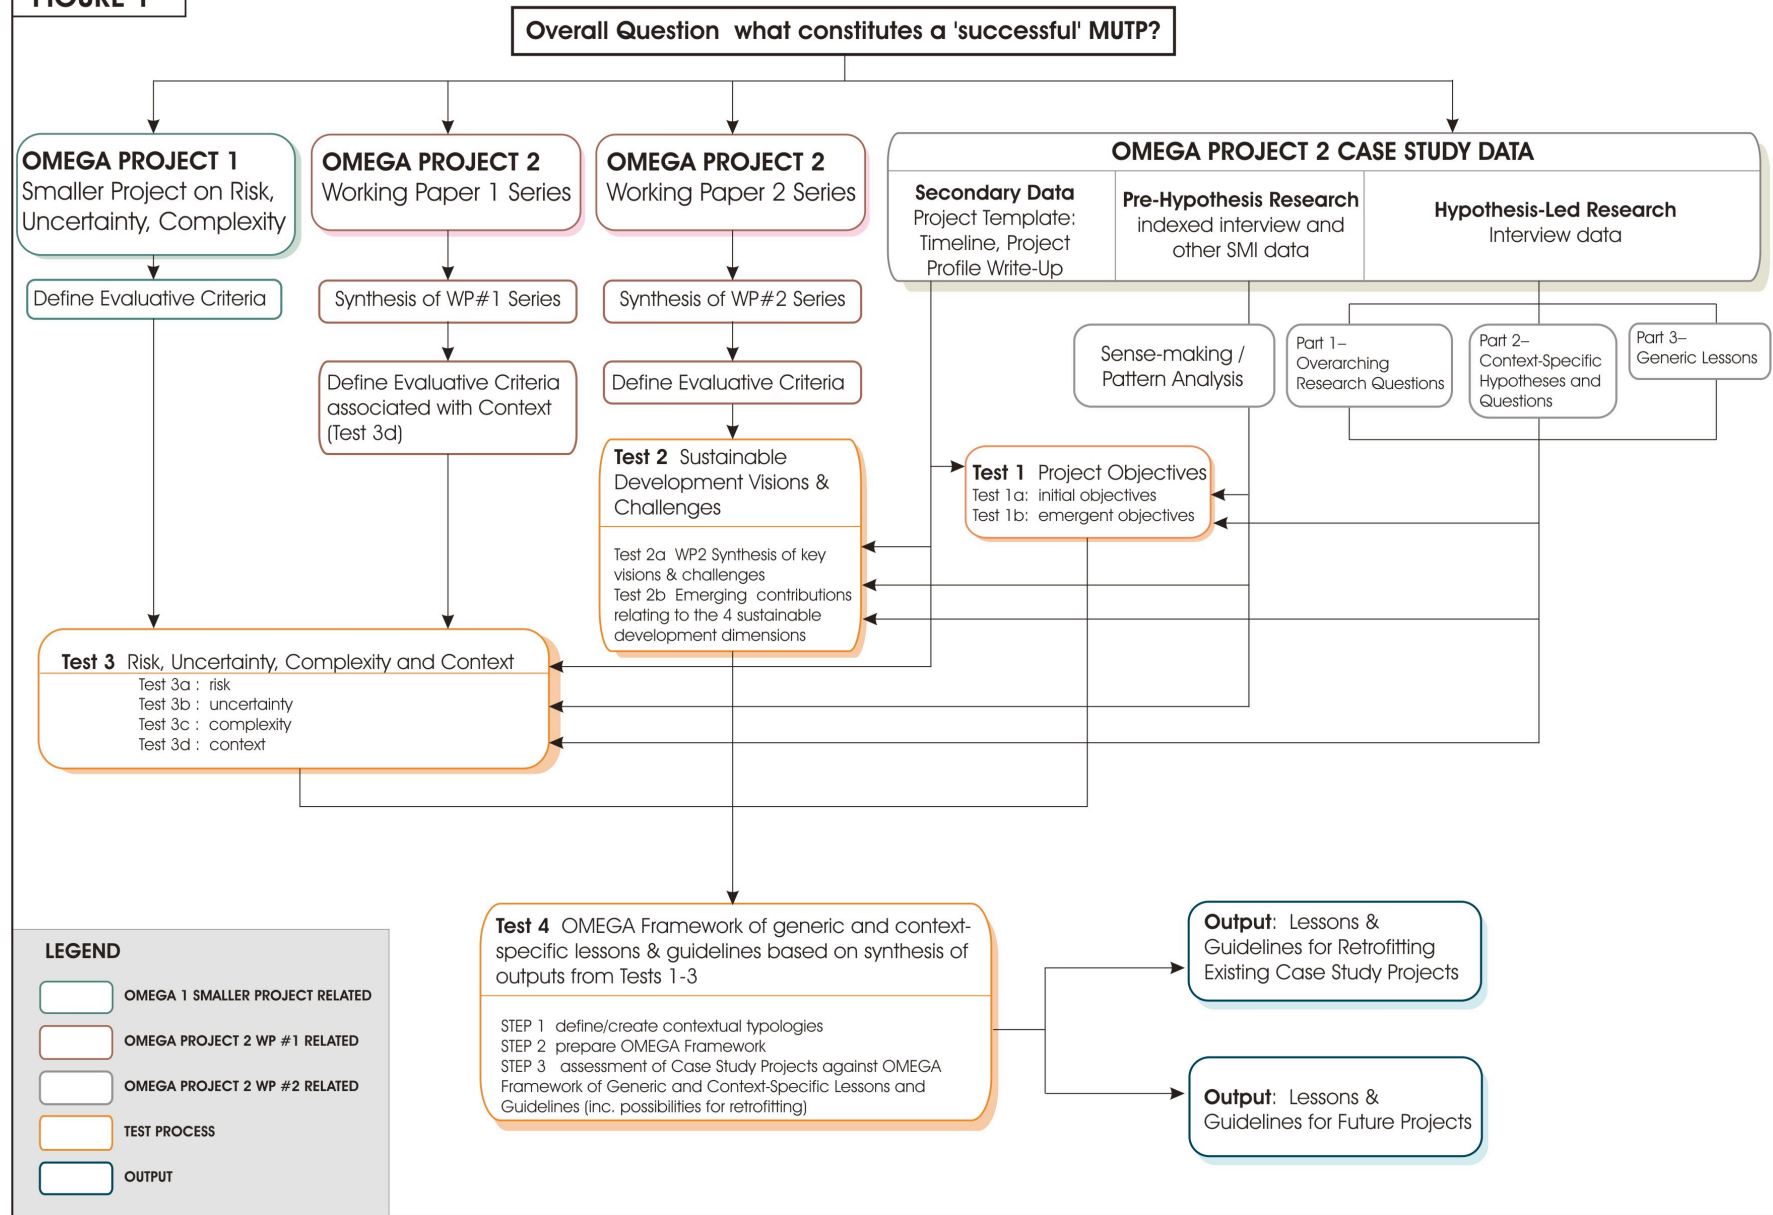 FIGURE 1
Overall Question what constitutes a 'successful' MUTP?
OMEGA PROJECT 1
Smaller Project on Risk,
Uncertainty, Complexity
OMEGA PROJECT 2
Working Paper 1 Series
OMEGA PROJECT 2
Working Paper 2 Series
OMEGA PROJECT 2 CASE STUDY DATA
Secondary Data
Project Template:
Timeline, Project
Profile Write-Up
Pre-Hypothesis Research
indexed interview and
other SMI data
Hypothesis-Led Research
Interview data
Define Evaluative Criteria
Synthesis of WP#1 Series
Synthesis of WP#2 Series
Define Evaluative Criteria
associated with Context
(Test 3d)
Define Evaluative Criteria
Sense-making /
Pattern Analysis
Part 1–
Overarching
Research Questions
Part 2–
Context-Specific
Hypotheses and
Questions
Part 3–
Generic Lessons
Test 2 Sustainable
Development Visions &
Challenges
Test 2a WP2 Synthesis of key
visions & challenges
Test 2b Emerging contributions
relating to the 4 sustainable
development dimensions
Test 1 Project Objectives
Test 1a: initial objectives
Test 1b: emergent objectives
Test 3 Risk, Uncertainty, Complexity and Context
Test 3a : risk
Test 3b : uncertainty
Test 3c : complexity
Test 3d : context
Test 4 OMEGA Framework of generic and context-
specific lessons & guidelines based on synthesis of
outputs from Tests 1-3
STEP 1 define/create contextual typologies
STEP 2 prepare OMEGA Framework
STEP 3 assessment of Case Study Projects against OMEGA
Framework of Generic and Context-Specific Lessons and
Guidelines (inc. possibilities for retrofitting)
Output: Lessons &
Guidelines for Retrofitting
Existing Case Study Projects
Output: Lessons &
Guidelines for Future Projects
LEGEND
OMEGA 1 SMALLER PROJECT RELATED
OMEGA PROJECT 2 WP #1 RELATED
OMEGA PROJECT 2 WP #2 RELATED
TEST PROCESS
OUTPUT